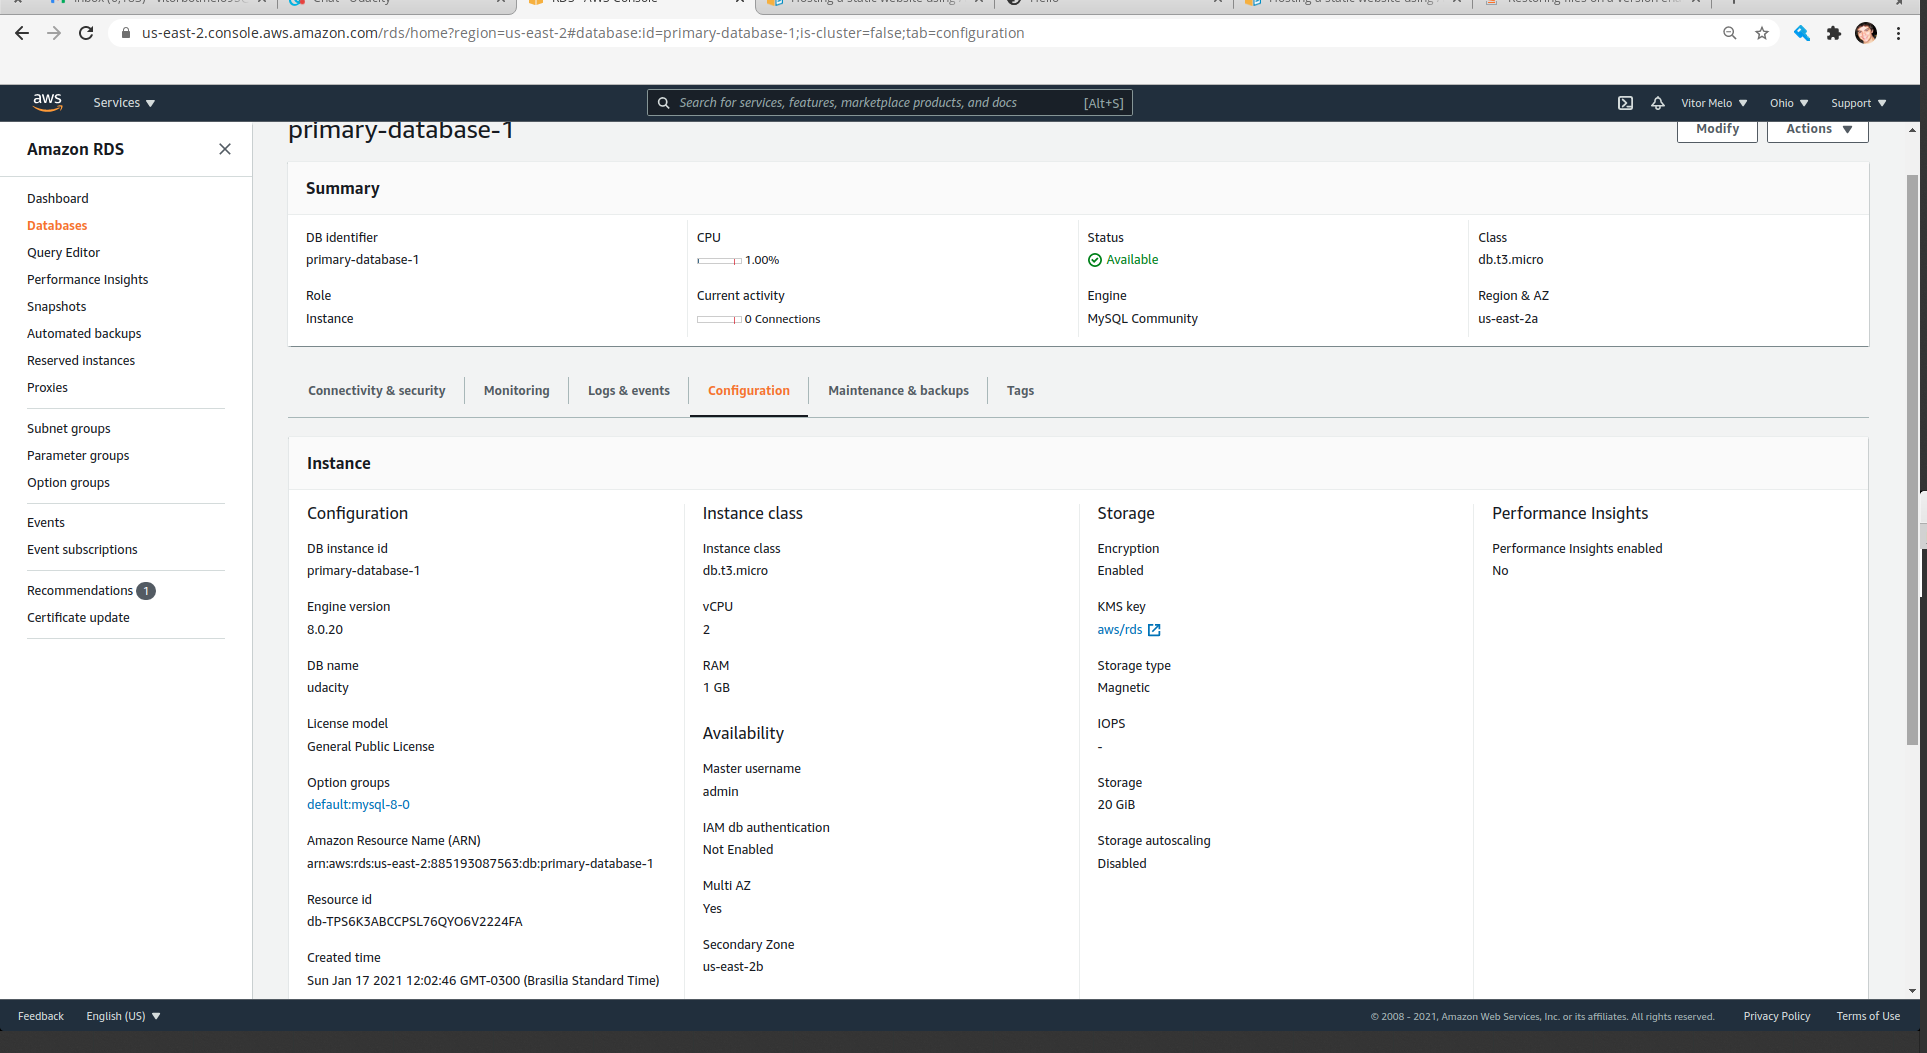 us-east-2.console.aws.amazon.com/rds/home?region=us-east-2#database:id=primary-database-1;is-cluster=false;tab=configuration
aws
Services
Search for services, features, marketplace products, and docs [Alt+S]
Vitor Melo
Ohio
Support
Amazon RDS
Dashboard
Databases
Query Editor
Performance Insights
Snapshots
Automated backups
Reserved instances
Proxies
Subnet groups
Parameter groups
Option groups
Events
Event subscriptions
Recommendations 1
Certificate update
primary-database-1
Modify
Actions
Summary
DB identifier
primary-database-1
Role
Instance
CPU
1.00%
Current activity
0 Connections
Status
Available
Engine
MySQL Community
Class
db.t3.micro
Region & AZ
us-east-2a
Connectivity & security
Monitoring
Logs & events
Configuration
Maintenance & backups
Tags
Instance
Configuration
DB instance id
primary-database-1
Engine version
8.0.20
DB name
udacity
License model
General Public License
Option groups
default:mysql-8-0
Amazon Resource Name (ARN)
arn:aws:rds:us-east-2:885193087563:db:primary-database-1
Resource id
db-TPS6K3ABCCPSL76QYO6V2224FA
Created time
Sun Jan 17 2021 12:02:46 GMT-0300 (Brasilia Standard Time)
Instance class
Instance class
db.t3.micro
vCPU
2
RAM
1 GB
Availability
Master username
admin
IAM db authentication
Not Enabled
Multi AZ
Yes
Secondary Zone
us-east-2b
Storage
Encryption
Enabled
KMS key
aws/rds
Storage type
Magnetic
IOPS
-
Storage
20 GiB
Storage autoscaling
Disabled
Performance Insights
Performance Insights enabled
No
Feedback
English (US)
© 2008 - 2021, Amazon Web Services, Inc. or its affiliates. All rights reserved.
Privacy Policy
Terms of Use